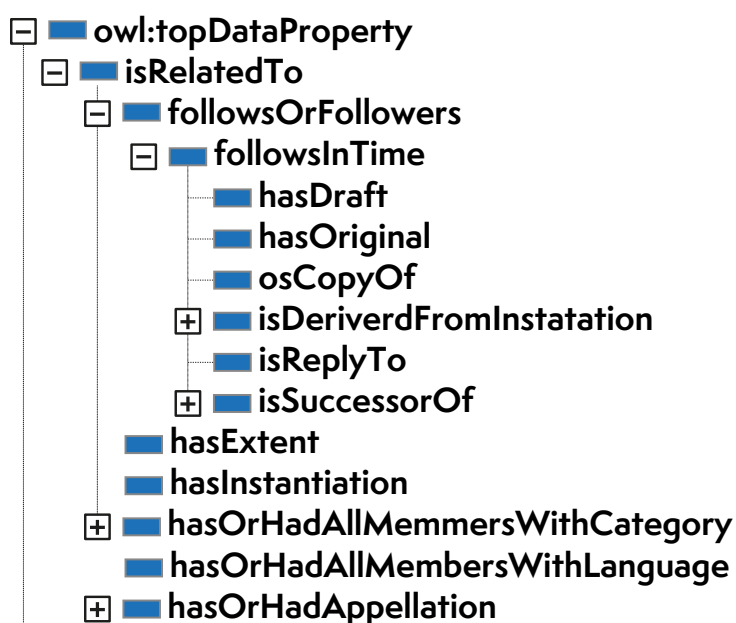 owl:topDataProperty
isRelatedTo
followsOrFollowers
followsInTime
hasDraft
hasOriginal
osCopyOf
isDeriverdFromInstatation
isReplyTo
isSuccessorOf
hasExtent
hasInstantiation
hasOrHadAllMemmersWithCategory
hasOrHadAllMembersWithLanguage
hasOrHadAppellation